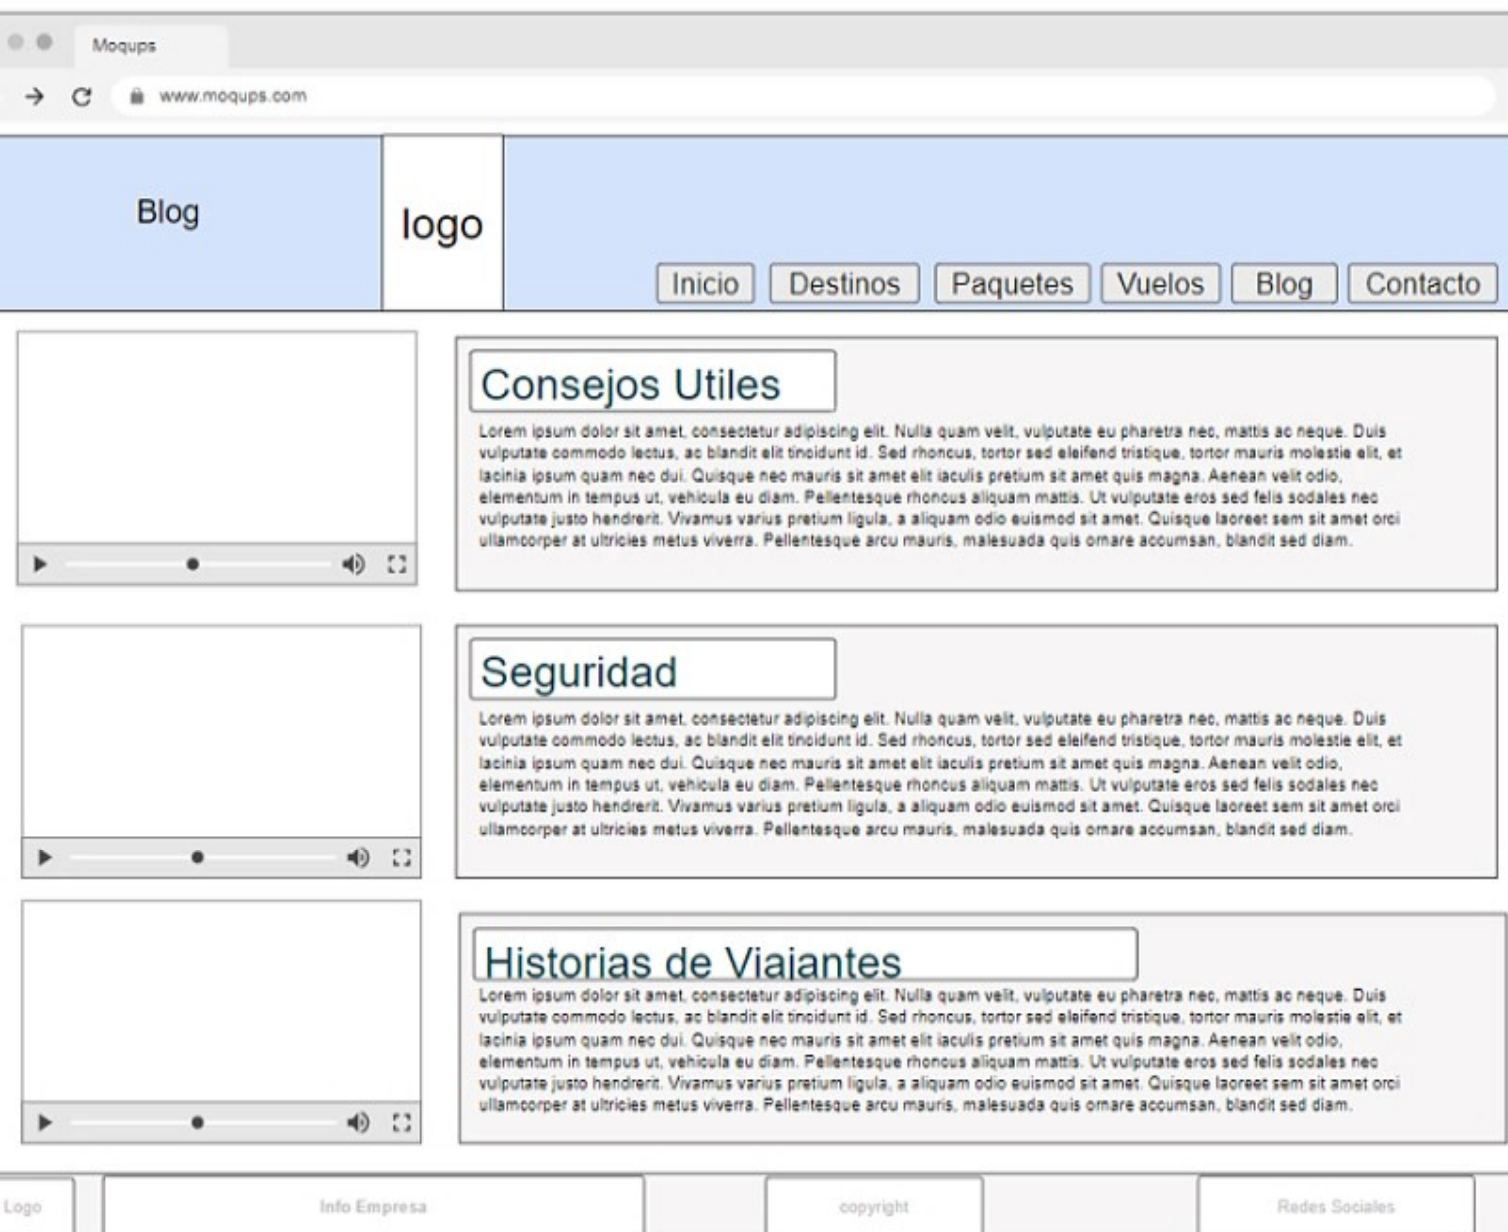 Moqups
www.moqups.com
Blog
logo
Inicio
Destinos
Paquetes
Vuelos
Blog
Contacto
Consejos Utiles
Lorem ipsum dolor sit amet, consectetur adipiscing elit. Nulla quam velit, vulputate eu pharetra nec, mattis ac neque. Duis
vulputate commodo lectus, ac blandit elit tincidunt id. Sed rhoncus, tortor sed eleifend tristique, tortor mauris molestie elit, et
lacinia ipsum quam nec dui. Quisque nec mauris sit amet elit iaculis pretium sit amet quis magna. Aenean velit odio,
elementum in tempus ut, vehicula eu diam. Pellentesque rhoncus aliquam mattis. Ut vulputate eros sed felis sodales nec
vulputate justo hendrerit. Vivamus varius pretium ligula, a aliquam odio euismod sit amet. Quisque laoreet sem sit amet orci
ullamcorper at ultricies metus viverra. Pellentesque arcu mauris, malesuada quis ornare accumsan, blandit sed diam.
Seguridad
Lorem ipsum dolor sit amet, consectetur adipiscing elit. Nulla quam velit, vulputate eu pharetra nec, mattis ac neque. Duis
vulputate commodo lectus, ac blandit elit tincidunt id. Sed rhoncus, tortor sed eleifend tristique, tortor mauris molestie elit, et
lacinia ipsum quam nec dui. Quisque nec mauris sit amet elit iaculis pretium sit amet quis magna. Aenean velit odio,
elementum in tempus ut, vehicula eu diam. Pellentesque rhoncus aliquam mattis. Ut vulputate eros sed felis sodales nec
vulputate justo hendrerit. Vivamus varius pretium ligula, a aliquam odio euismod sit amet. Quisque laoreet sem sit amet orci
ullamcorper at ultricies metus viverra. Pellentesque arcu mauris, malesuada quis ornare accumsan, blandit sed diam.
Historias de Viajantes
Lorem ipsum dolor sit amet, consectetur adipiscing elit. Nulla quam velit, vulputate eu pharetra nec, mattis ac neque. Duis
vulputate commodo lectus, ac blandit elit tincidunt id. Sed rhoncus, tortor sed eleifend tristique, tortor mauris molestie elit, et
lacinia ipsum quam nec dui. Quisque nec mauris sit amet elit iaculis pretium sit amet quis magna. Aenean velit odio,
elementum in tempus ut, vehicula eu diam. Pellentesque rhoncus aliquam mattis. Ut vulputate eros sed felis sodales nec
vulputate justo hendrerit. Vivamus varius pretium ligula, a aliquam odio euismod sit amet. Quisque laoreet sem sit amet orci
ullamcorper at ultricies metus viverra. Pellentesque arcu mauris, malesuada quis ornare accumsan, blandit sed diam.
Logo
Info Empresa
copyright
Redes Sociales